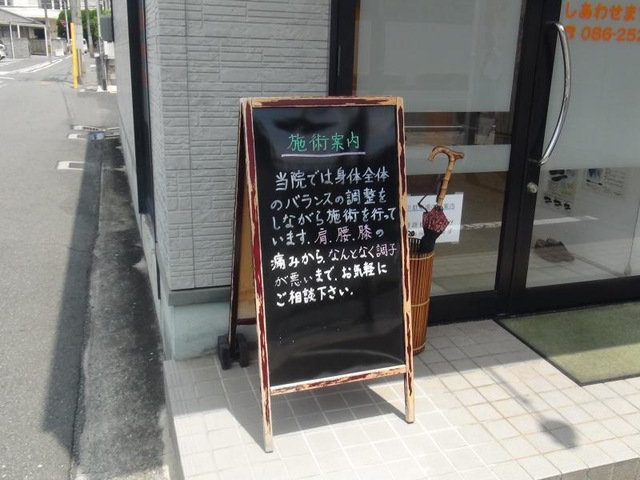 しあわせま
☎ 086-252
施術案内
当院では身体全体
のバランスの調整を
しながら施術を行って
います。肩、腰、膝の
痛みから、なんとなく調子
が悪いまで、お気軽に
ご相談下さい。